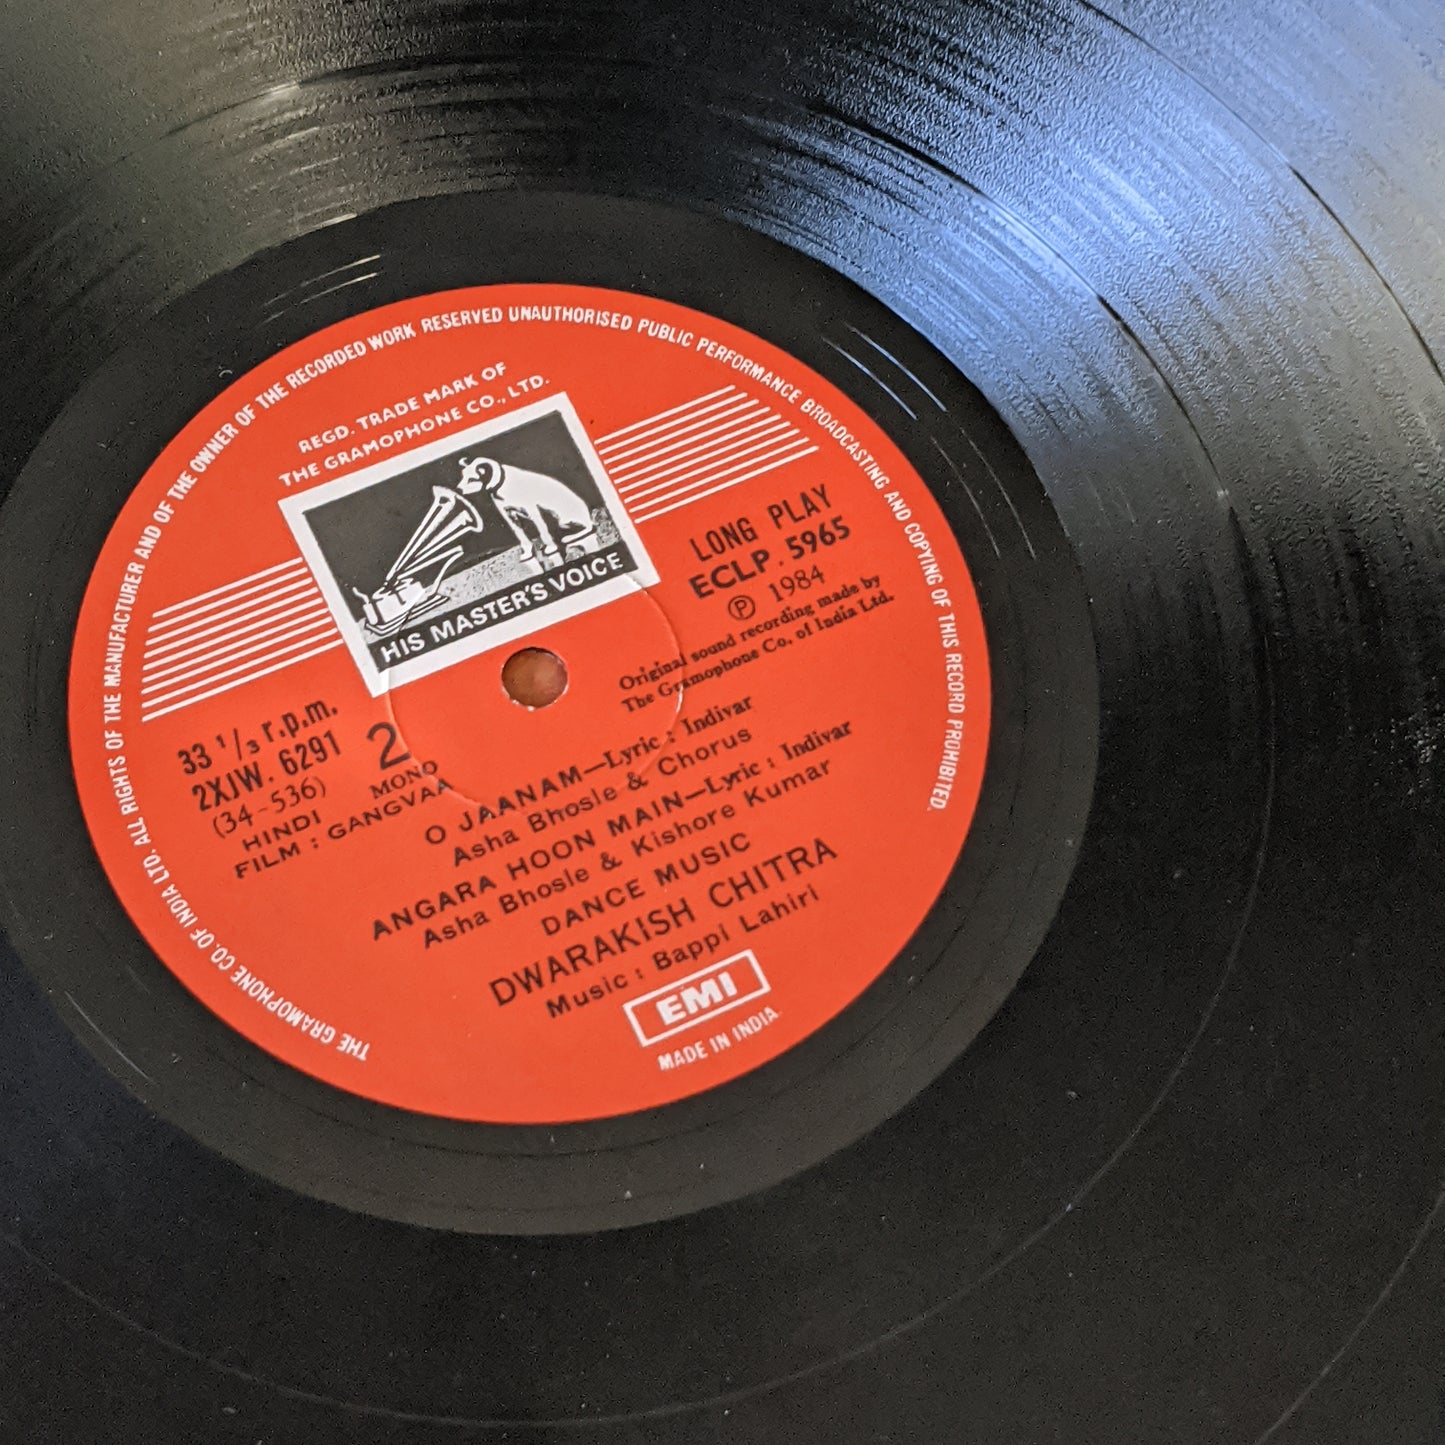 THE GRAMOPHONE CO. OF INDIA LTD. ALL RIGHTS OF THE MANUFACTURER AND OF THE OWNER OF THE RECORDED WORK RESERVED UNAUTHORISED PUBLIC PERFORMANCE BROADCASTING AND COPYING OF THIS RECORD PROHIBITED.
REGD. TRADE MARK OF
THE GRAMOPHONE CO., LTD.
HIS MASTER'S VOICE
LONG PLAY
ECLP. 5965
℗ 1984
Original sound recording made by
The Gramophone Co. of India Ltd.
33 1/3 r.p.m.
2XJW. 6291
2
(34-536)
MONO
HINDI
FILM : GANGVAA
O JAANAM—Lyric : Indivar
Asha Bhosle & Chorus
ANGARA HOON MAIN—Lyric : Indivar
Asha Bhosle & Kishore Kumar
DANCE MUSIC
DWARAKISH CHITRA
Music : Bappi Lahiri
EMI
MADE IN INDIA.